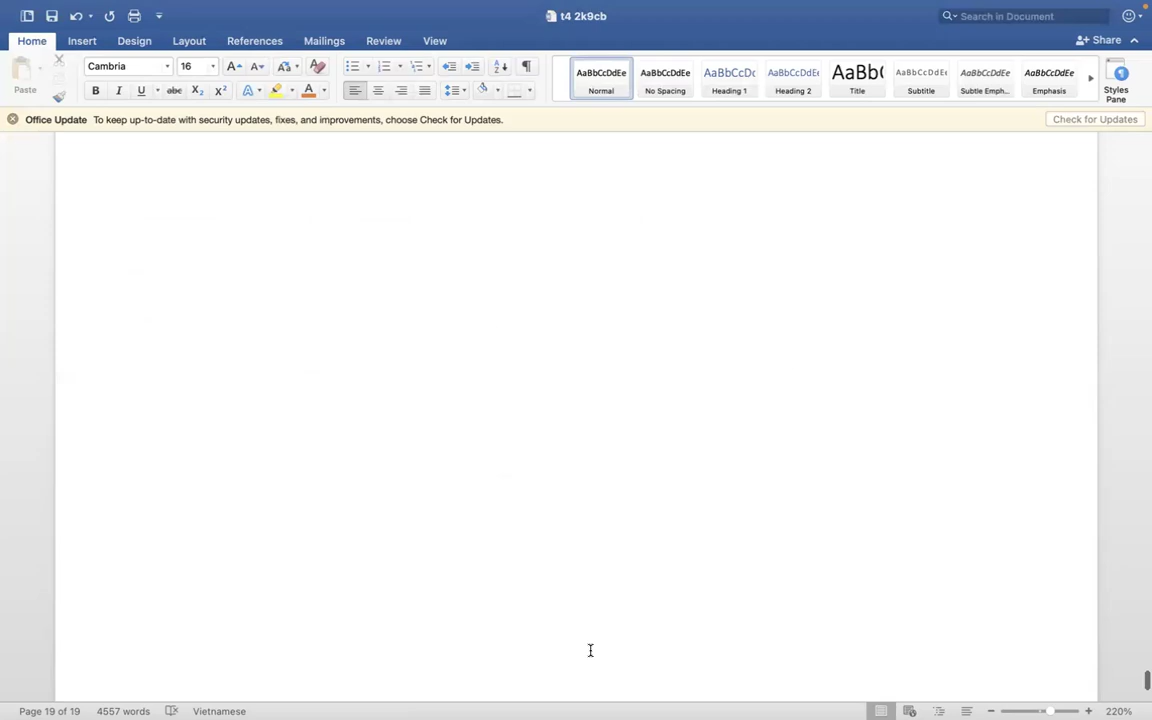 t4 2k9cb
Search in Document
Home Insert Design Layout References Mailings Review View
Share
Paste
Cambria 16
B I U abc X2 X2 A A
AaBbCcDdEe AaBbCcDdEe AaBbCcDc AaBbCcDdEe AaBb( AaBbCcDdEe AaBbCcDdEe AaBbCcDdEe
Normal No Spacing Heading 1 Heading 2 Title Subtitle Subtle Emph... Emphasis
Styles
Pane
Office Update To keep up-to-date with security updates, fixes, and improvements, choose Check for Updates.
Check for Updates
Page 19 of 19 4557 words Vietnamese 220%